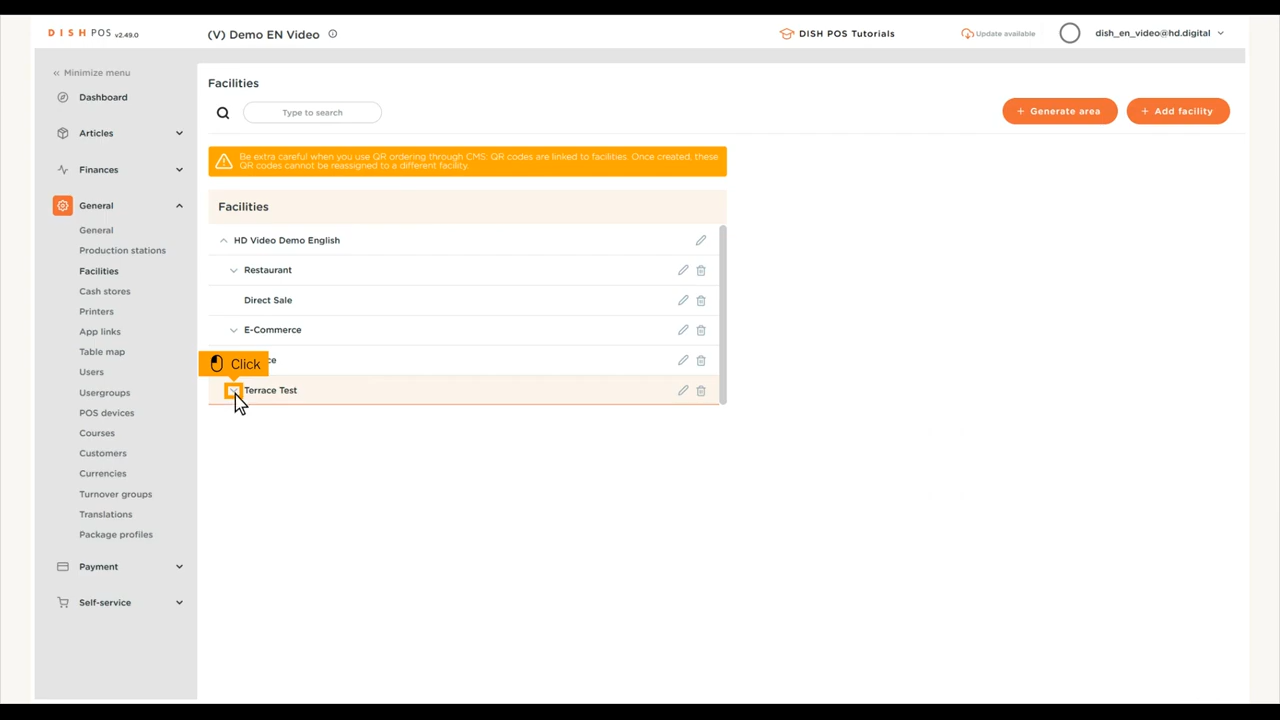 DISH POS v2.49.0
(V) Demo EN Video
DISH POS Tutorials
Update available
dish_en_video@hd.digital
Minimize menu
Dashboard
Articles
Finances
General
General
Production stations
Facilities
Cash stores
Printers
App links
Table map
Users
Usergroups
POS devices
Courses
Customers
Currencies
Turnover groups
Translations
Package profiles
Payment
Self-service
Facilities
Type to search
+ Generate area
+ Add facility
Be extra careful when you use QR ordering through CMS: QR codes are linked to facilities. Once created, these
QR codes cannot be reassigned to a different facility.
Facilities
HD Video Demo English
Restaurant
Direct Sale
E-Commerce
Click
Terrace Test